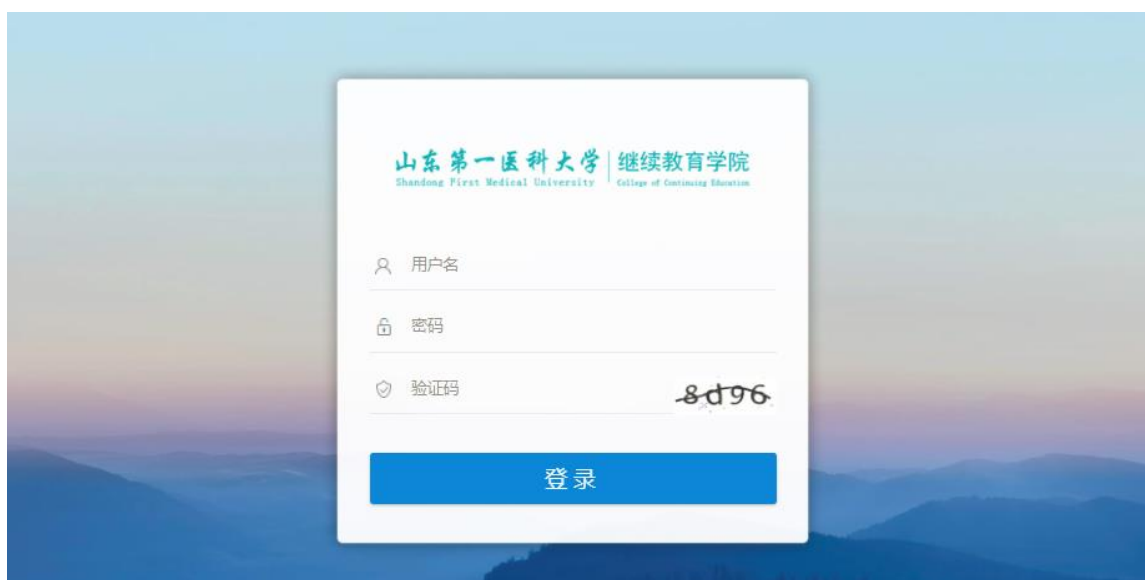 山东第一医科大学 继续教育学院
Shandong First Medical University College of Continuing Education
用户名
密码
验证码 8d96
登录